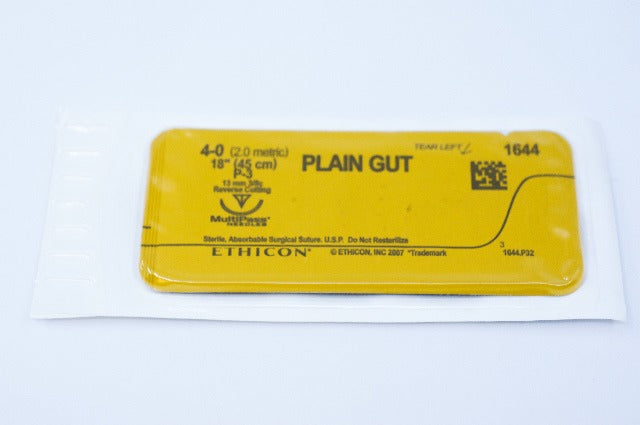 4-0 (2.0 metric)
18" (45 cm)
P-3
13 mm 3/8c
Reverse Cutting
MultiPass*
NEEDLES
PLAIN GUT
TEAR LEFT
1644
Sterile, Absorbable Surgical Suture. U.S.P. Do Not Resterilize
ETHICON* © ETHICON, INC 2007 *Trademark
3
1644.P32